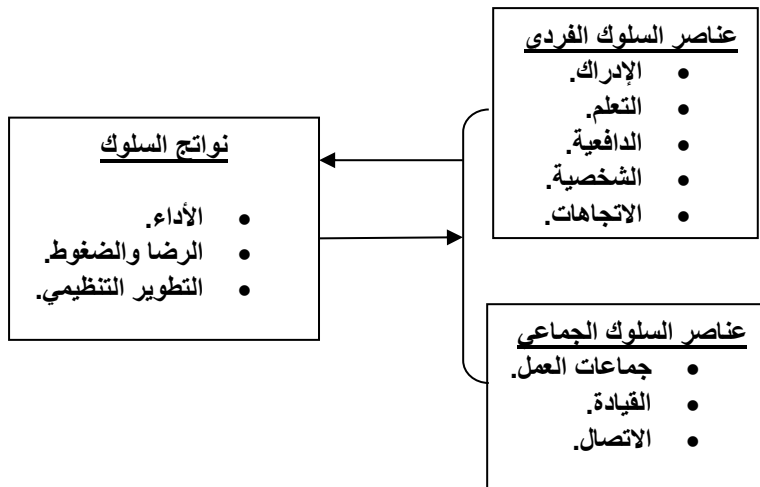 عناصر السلوك الفردي
• الإدراك.
• التعلم.
• الدافعية.
• الشخصية.
• الاتجاهات.
نواتج السلوك
• الأداء.
• الرضا والضغوط.
• التطوير التنظيمي.
عناصر السلوك الجماعي
• جماعات العمل.
• القيادة.
• الاتصال.